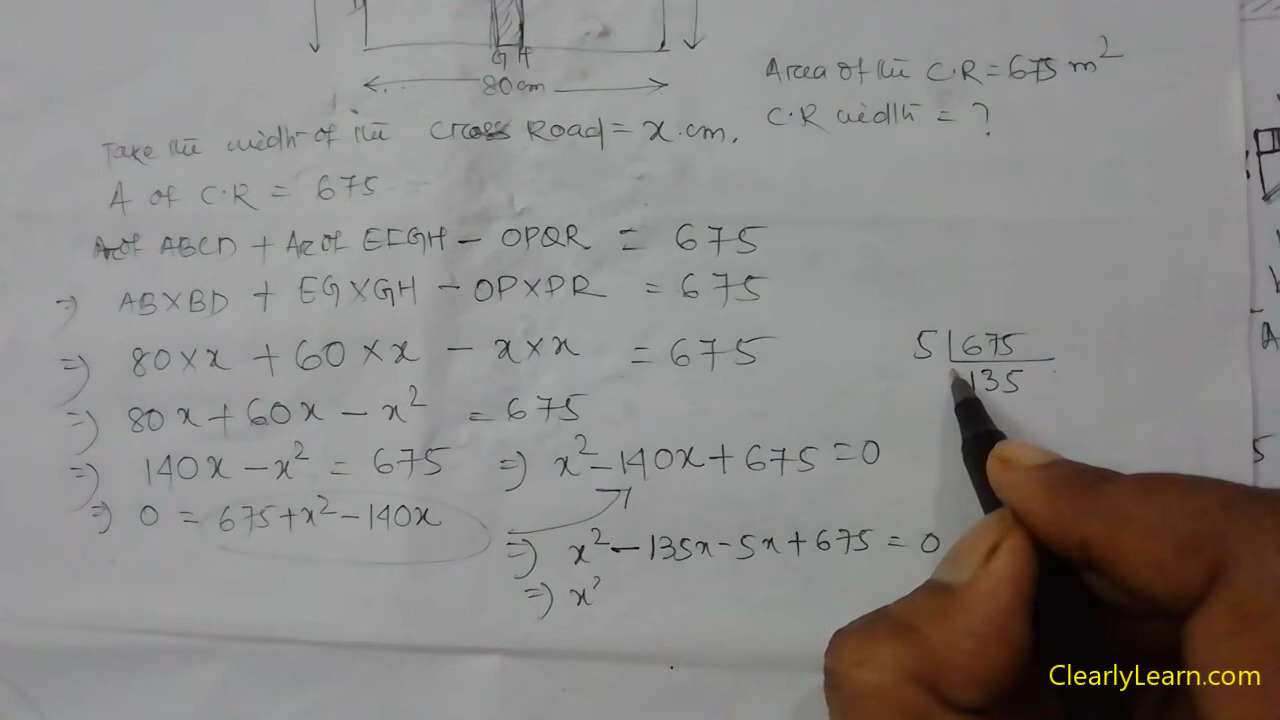 G H
80cm
Area of the C.R = 675 m²
C.R width = ?
Take the width of the Cross Road = x.cm.
A of C.R = 675
Ar of ABCD + Ar of EFGH - OPQR = 675
=> AB×BD + EG×GH - OP×PR = 675
=> 80×x + 60×x - x×x = 675
=> 80x + 60x - x² = 675
=> 140x - x² = 675
=> 0 = 675 + x² - 140x
=> x² - 140x + 675 = 0
=> x² - 135x - 5x + 675 = 0
=> x²
5 | 675
135
A
5
ClearlyLearn.com